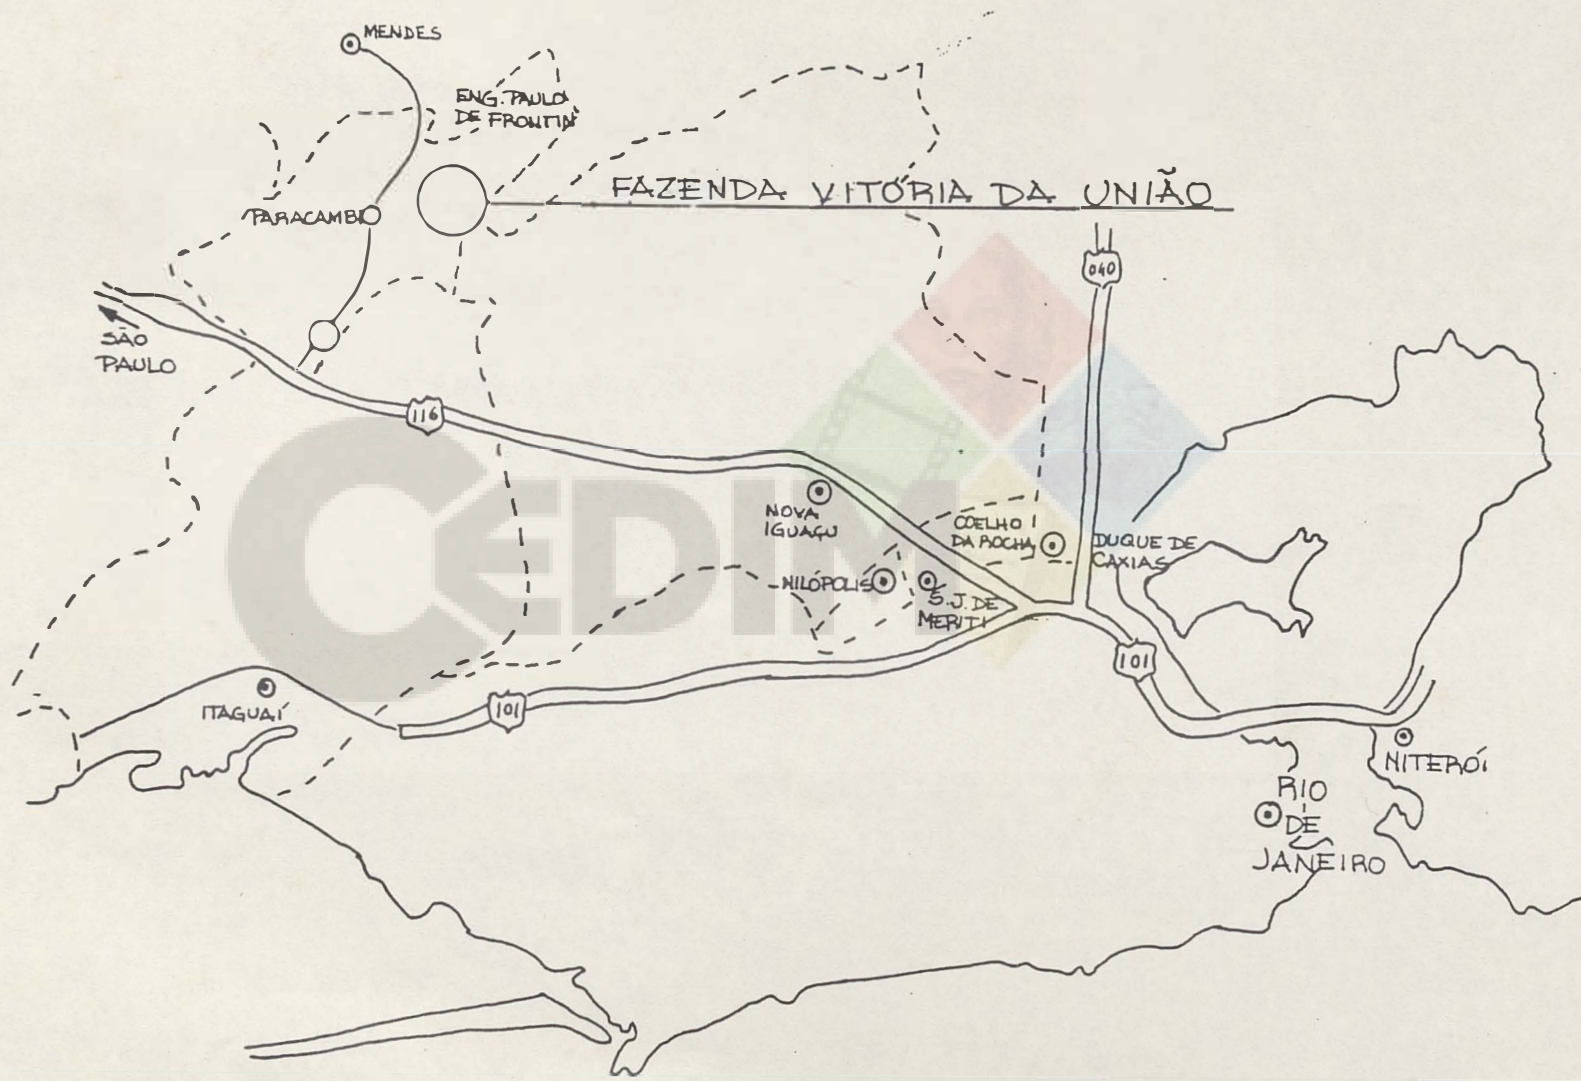 MENDES
ENG. PAULO
DE FRONTIN
FAZENDA VITÓRIA DA UNIÃO
PARACAMBI
040
SÃO
PAULO
116
NOVA
IGUAÇU
COELHO
DA ROCHA
DUQUE DE
CAXIAS
NILÓPOLIS
S. J. DE
MERITI
CEDIM
101
ITAGUAÍ
101
NITERÓI
RIO
DE
JANEIRO